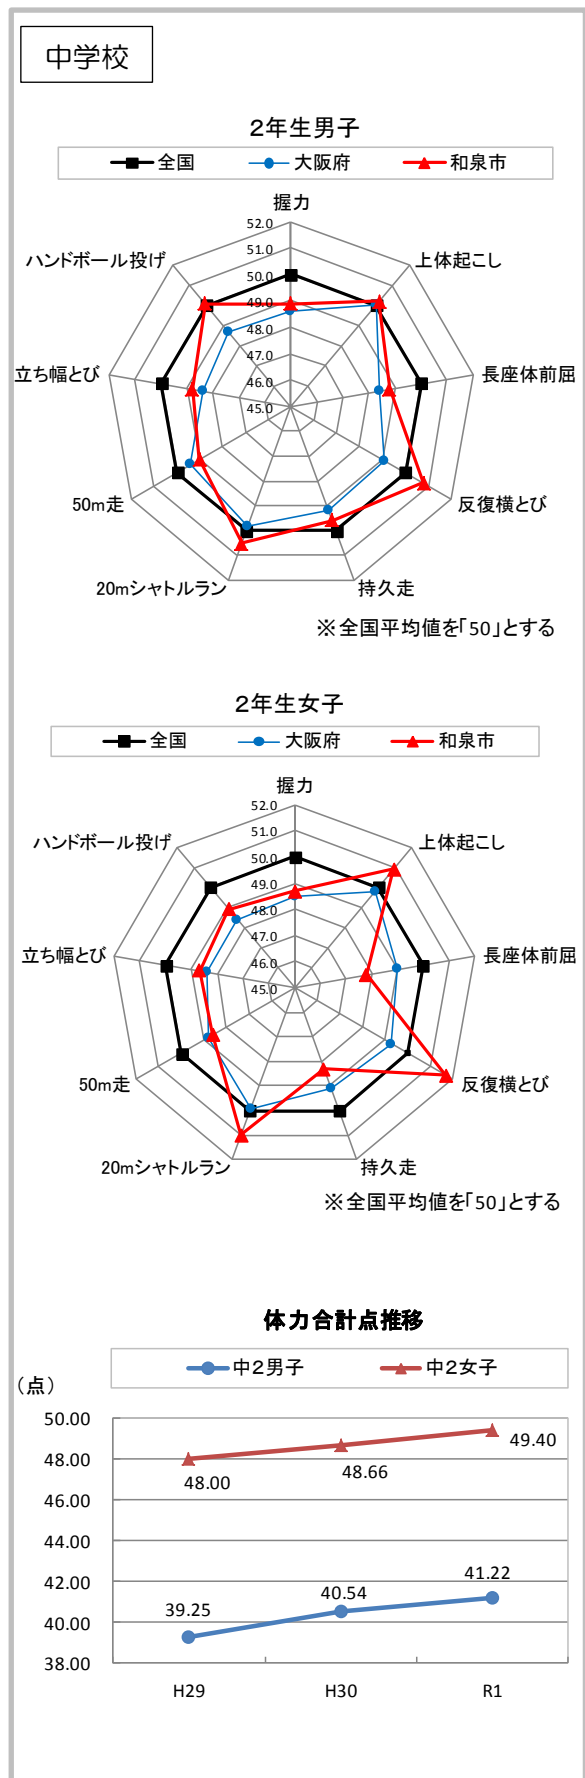 中学校
2年生男子
全国 大阪府 和泉市
握力
52.0
51.0
50.0
49.0
48.0
47.0
46.0
45.0
ハンドボール投げ
上体起こし
立ち幅とび
長座体前屈
50m走
反復横とび
20mシャトルラン
持久走
※全国平均値を「50」とする
2年生女子
全国 大阪府 和泉市
握力
52.0
51.0
50.0
49.0
48.0
47.0
46.0
45.0
ハンドボール投げ
上体起こし
立ち幅とび
長座体前屈
50m走
反復横とび
20mシャトルラン
持久走
※全国平均値を「50」とする
体力合計点推移
中2男子 中2女子
(点)
50.00
48.00
46.00
44.00
42.00
40.00
38.00
48.00
48.66
49.40
39.25
40.54
41.22
H29 H30 R1